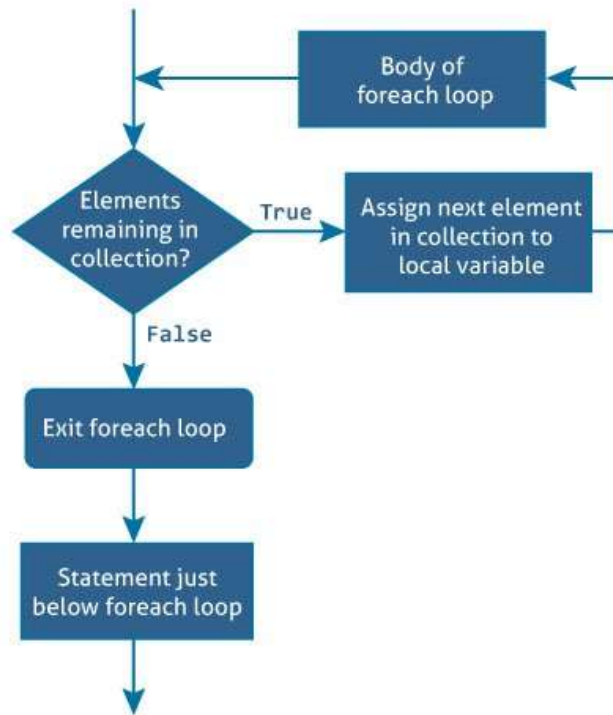 Body of
foreach loop
Elements
remaining in
collection?
True
Assign next element
in collection to
local variable
False
Exit foreach loop
Statement just
below foreach loop